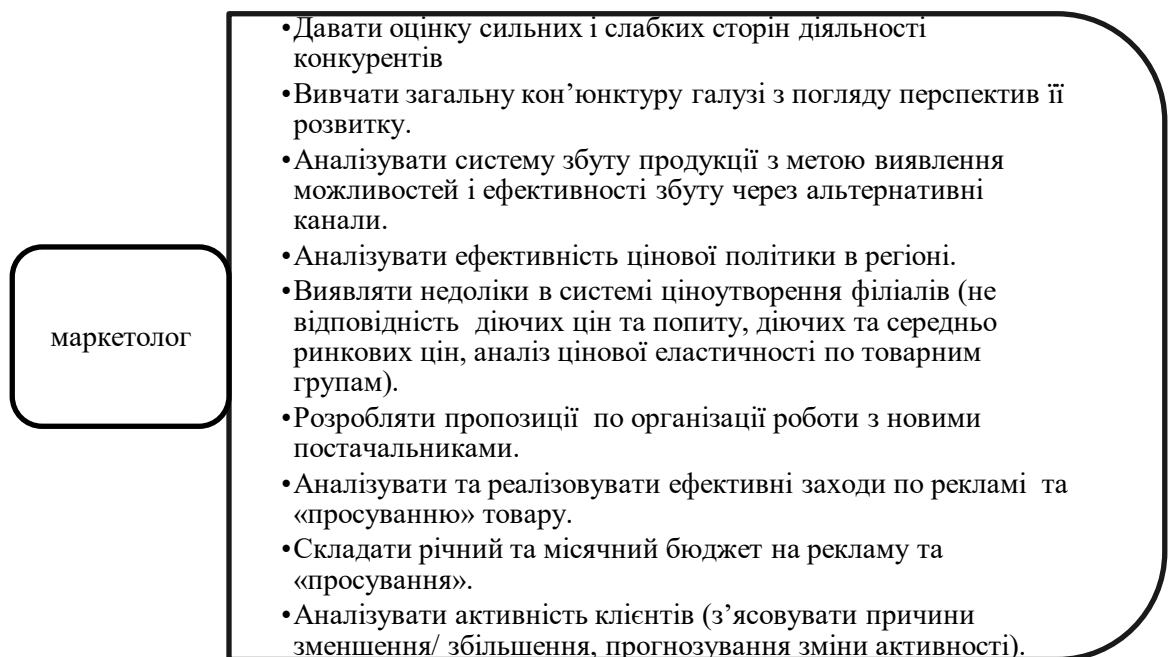 маркетолог
•Давати оцінку сильних і слабких сторін діяльності
конкурентів
•Вивчати загальну кон’юнктуру галузі з погляду перспектив її
розвитку.
•Аналізувати систему збуту продукції з метою виявлення
можливостей і ефективності збуту через альтернативні
канали.
•Аналізувати ефективність цінової політики в регіоні.
•Виявляти недоліки в системі ціноутворення філіалів (не
відповідність діючих цін та попиту, діючих та середньо
ринкових цін, аналіз цінової еластичності по товарним
групам).
•Розробляти пропозиції по організації роботи з новими
постачальниками.
•Аналізувати та реалізовувати ефективні заходи по рекламі та
«просуванню» товару.
•Складати річний та місячний бюджет на рекламу та
«просування».
•Аналізувати активність клієнтів (з’ясовувати причини
зменшення/ збільшення, прогнозування зміни активності).